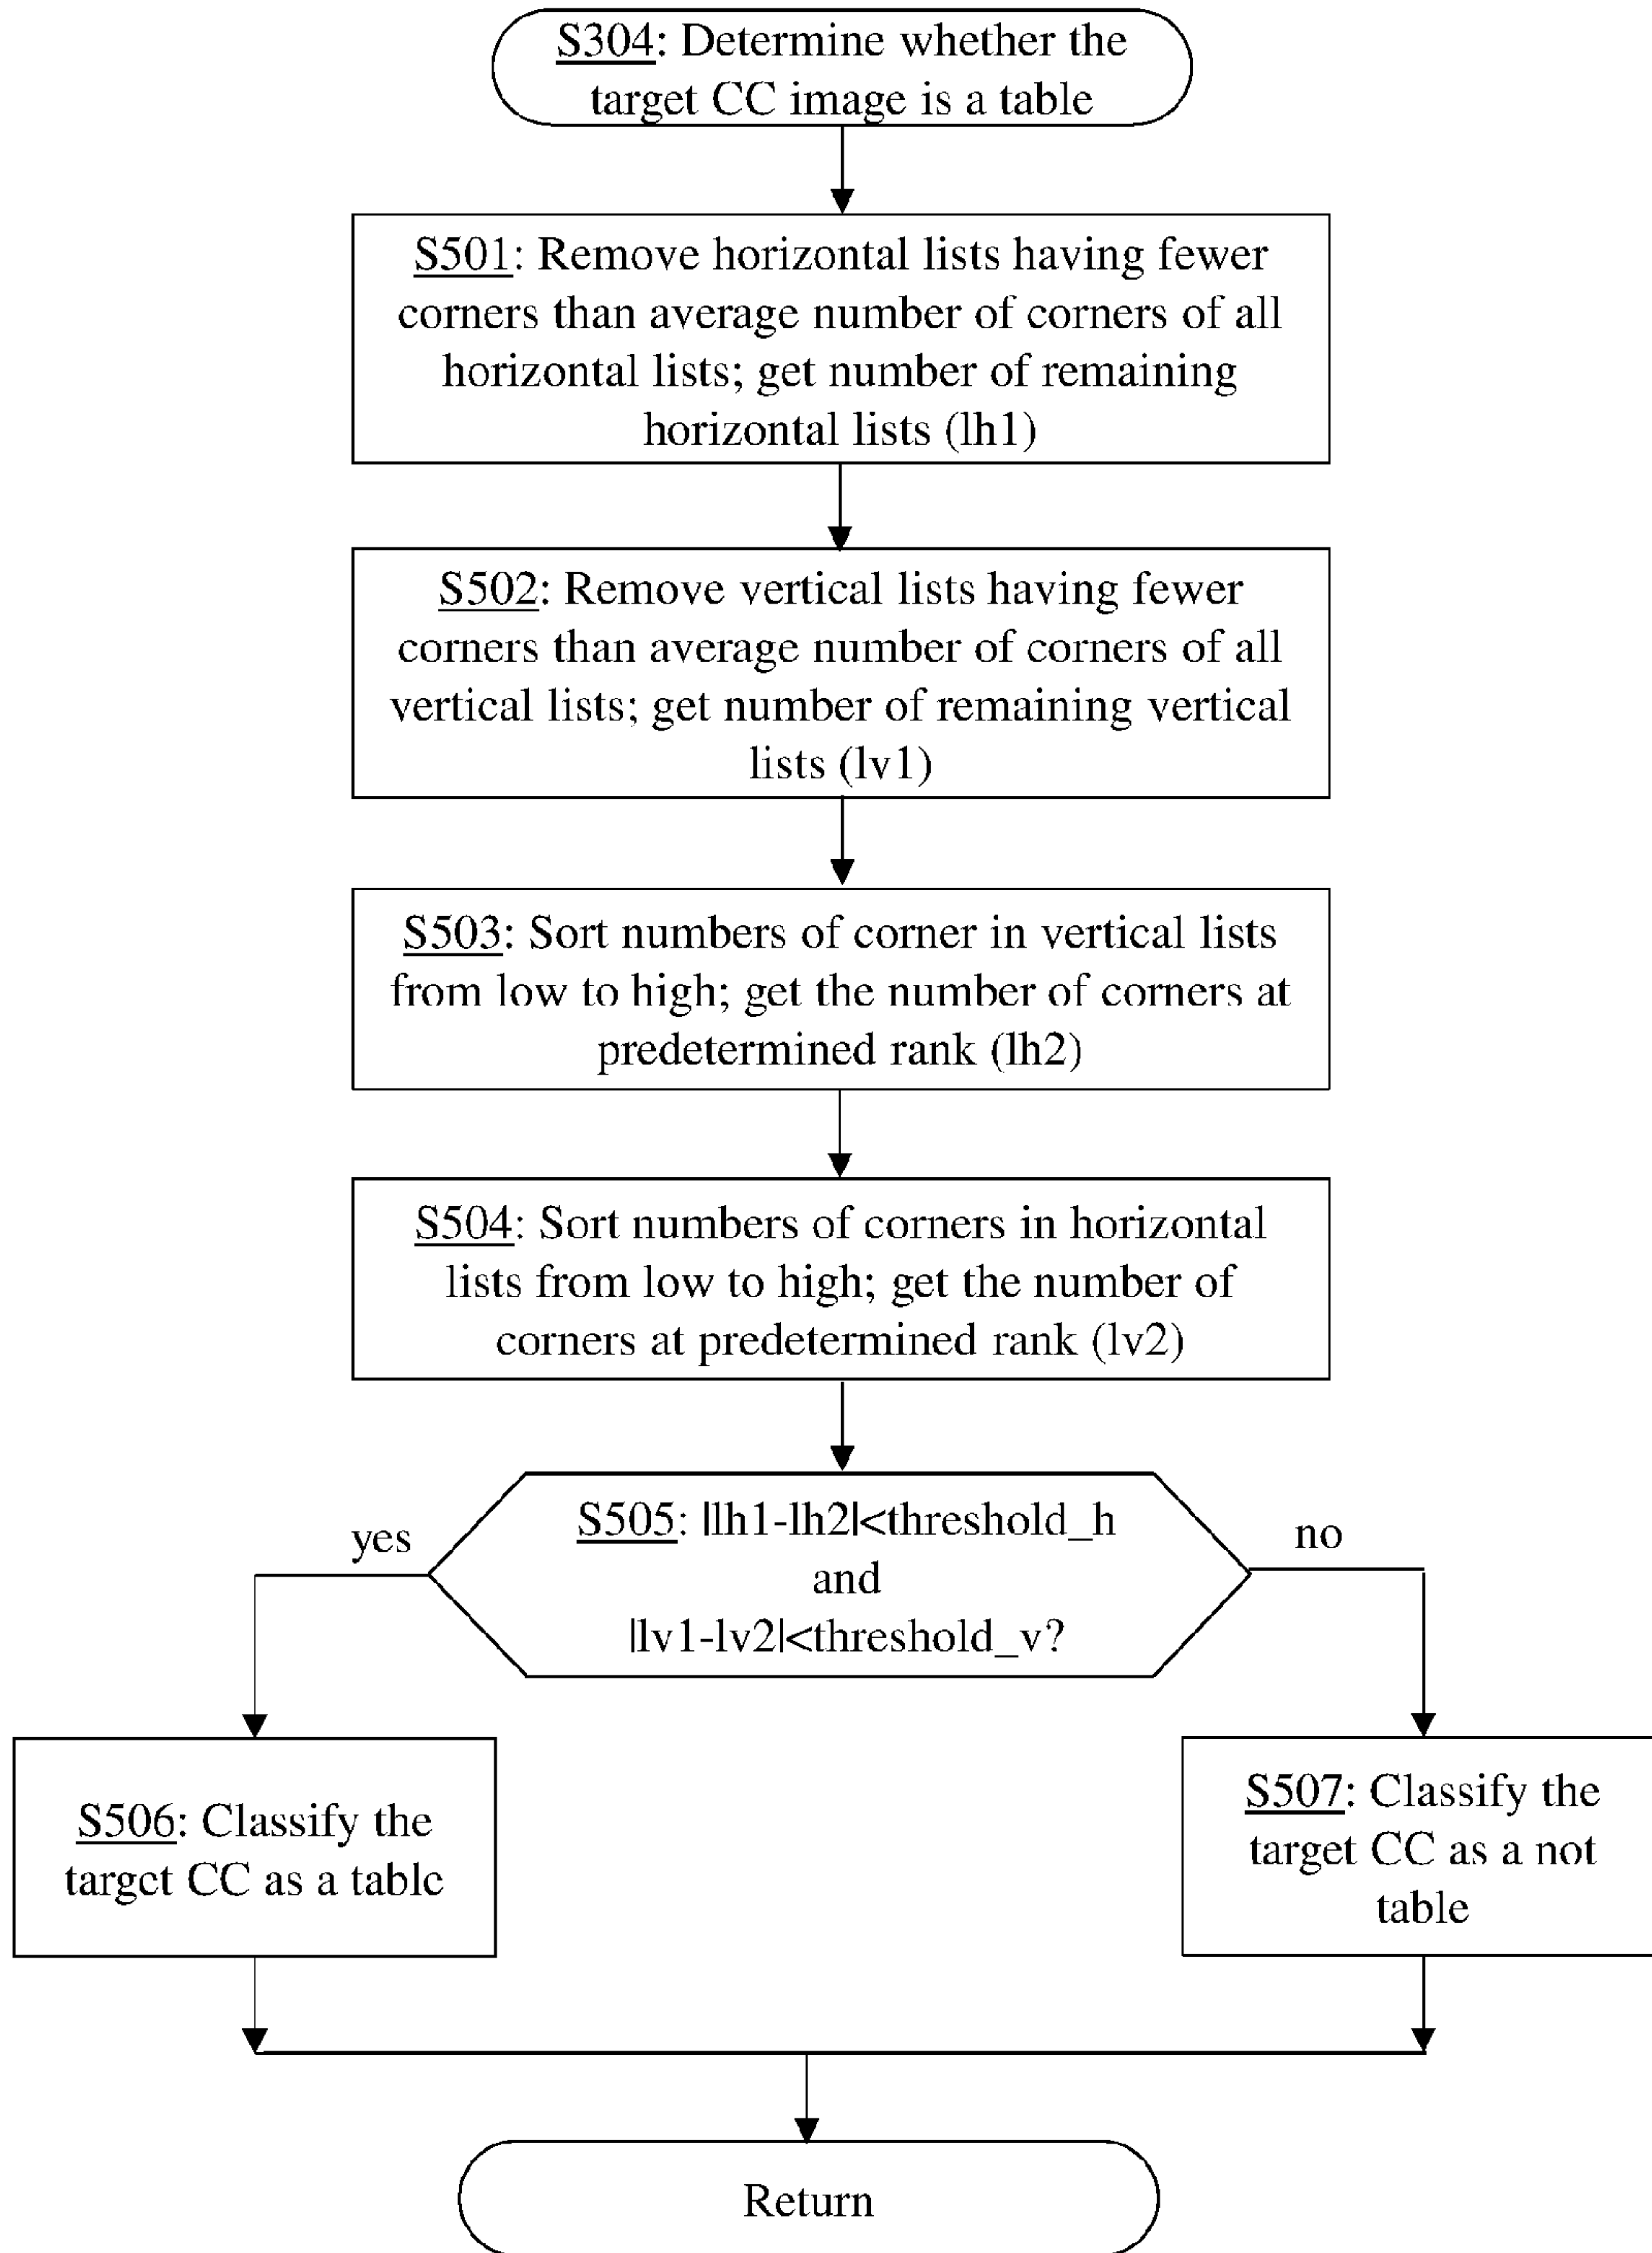 S304: Determine whether the
target CC image is a table
S501: Remove horizontal lists having fewer
corners than average number of corners of all
horizontal lists; get number of remaining
horizontal lists (lh1)
S502: Remove vertical lists having fewer
corners than average number of corners of all
vertical lists; get number of remaining vertical
lists (lv1)
S503: Sort numbers of corner in vertical lists
from low to high; get the number of corners at
predetermined rank (lh2)
S504: Sort numbers of corners in horizontal
lists from low to high; get the number of
corners at predetermined rank (lv2)
S505: |lh1-lh2|<threshold_h
and
|lv1-lv2|<threshold_v?
yes
no
S506: Classify the
target CC as a table
S507: Classify the
target CC as a not
table
Return